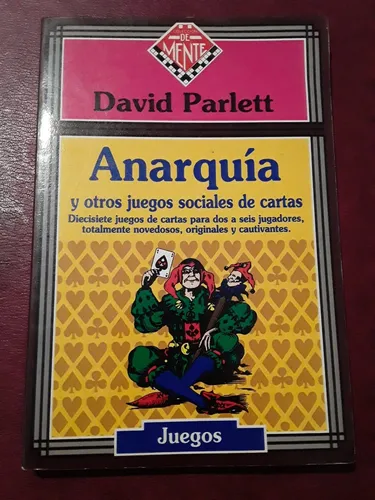 DE
MENTE
David Parlett
Anarquía
y otros juegos sociales de cartas
Diecisiete juegos de cartas para dos a seis jugadores,
totalmente novedosos, originales y cautivantes.
Juegos